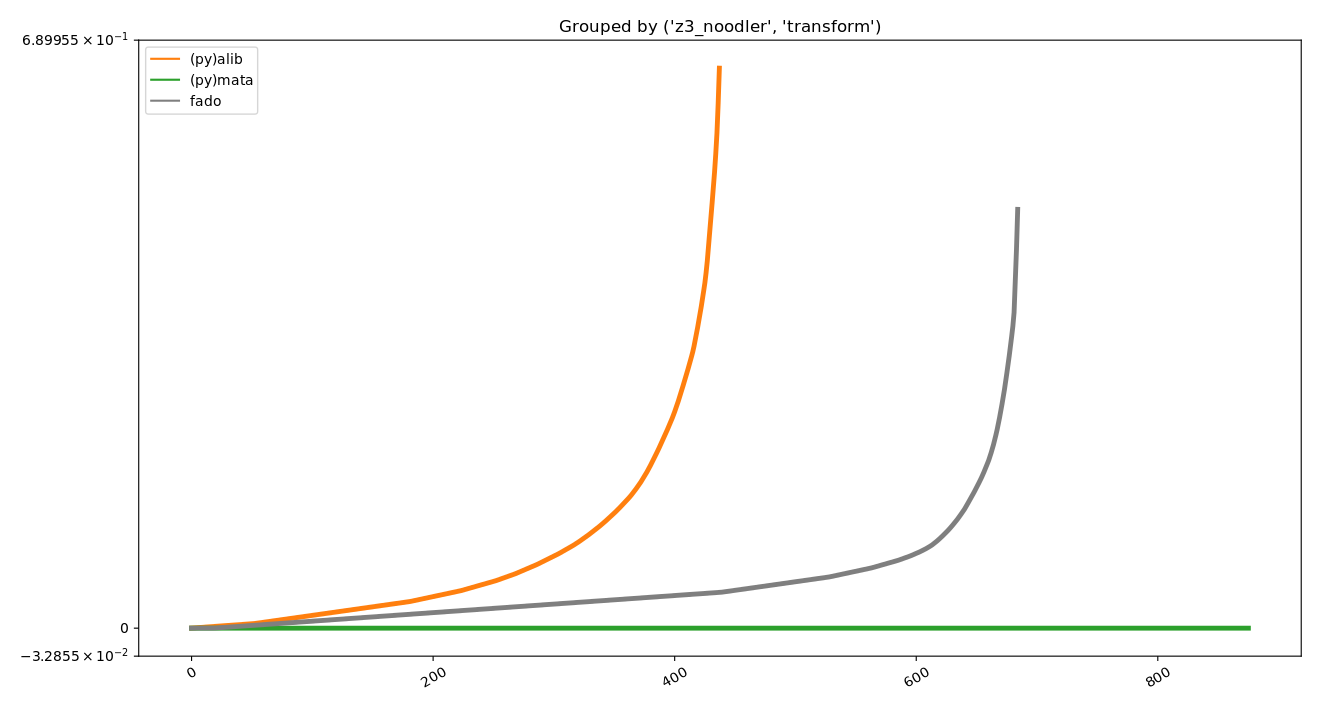 Grouped by ('z3_noodler', 'transform')
6.89955 × 10⁻¹
(py)alib
(py)mata
fado
0
−3.2855 × 10⁻²
0
200
400
600
800